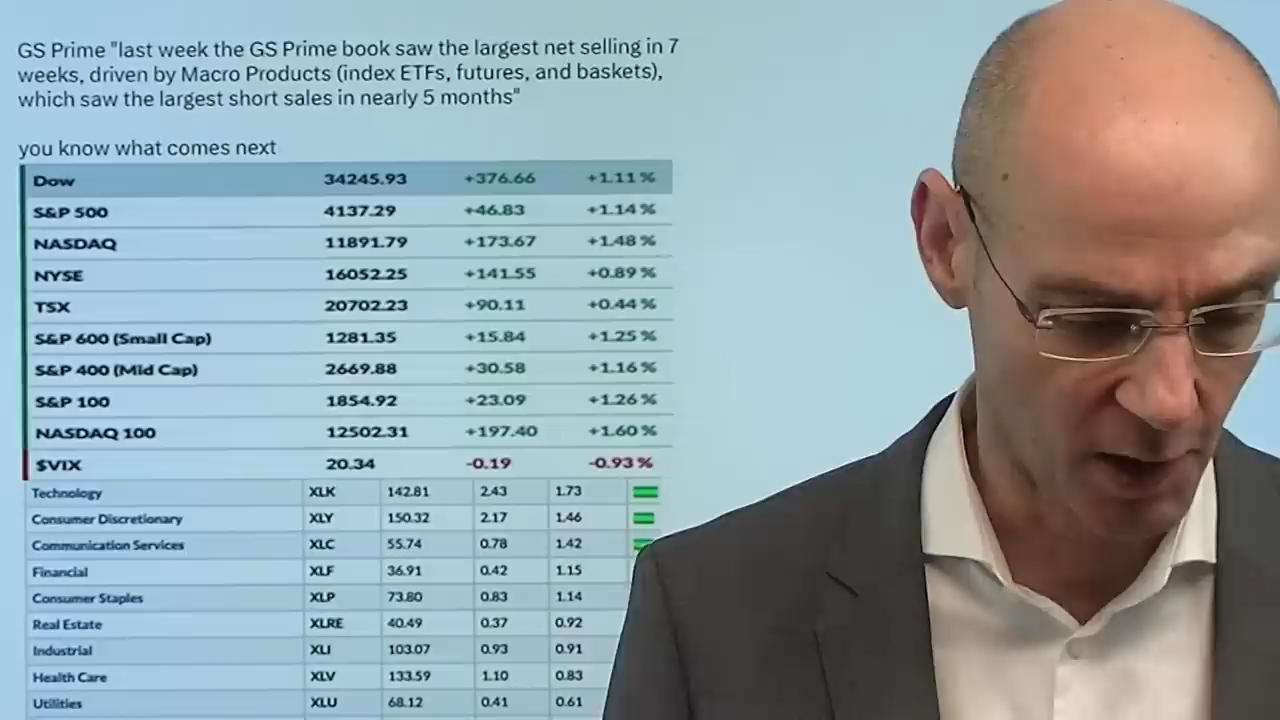 GS Prime "last week the GS Prime book saw the largest net selling in 7
weeks, driven by Macro Products (index ETFs, futures, and baskets),
which saw the largest short sales in nearly 5 months"
you know what comes next
Dow 34245.93 +376.66 +1.11 %
S&P 500 4137.29 +46.83 +1.14 %
NASDAQ 11891.79 +173.67 +1.48 %
NYSE 16052.25 +141.55 +0.89 %
TSX 20702.23 +90.11 +0.44 %
S&P 600 (Small Cap) 1281.35 +15.84 +1.25 %
S&P 400 (Mid Cap) 2669.88 +30.58 +1.16 %
S&P 100 1854.92 +23.09 +1.26 %
NASDAQ 100 12502.31 +197.40 +1.60 %
$VIX 20.34 -0.19 -0.93 %
Technology XLK 142.81 2.43 1.73
Consumer Discretionary XLY 150.32 2.17 1.46
Communication Services XLC 55.74 0.78 1.42
Financial XLF 36.91 0.42 1.15
Consumer Staples XLP 73.80 0.83 1.14
Real Estate XLRE 40.49 0.37 0.92
Industrial XLI 103.07 0.93 0.91
Health Care XLV 133.59 1.10 0.83
Utilities XLU 68.12 0.41 0.61